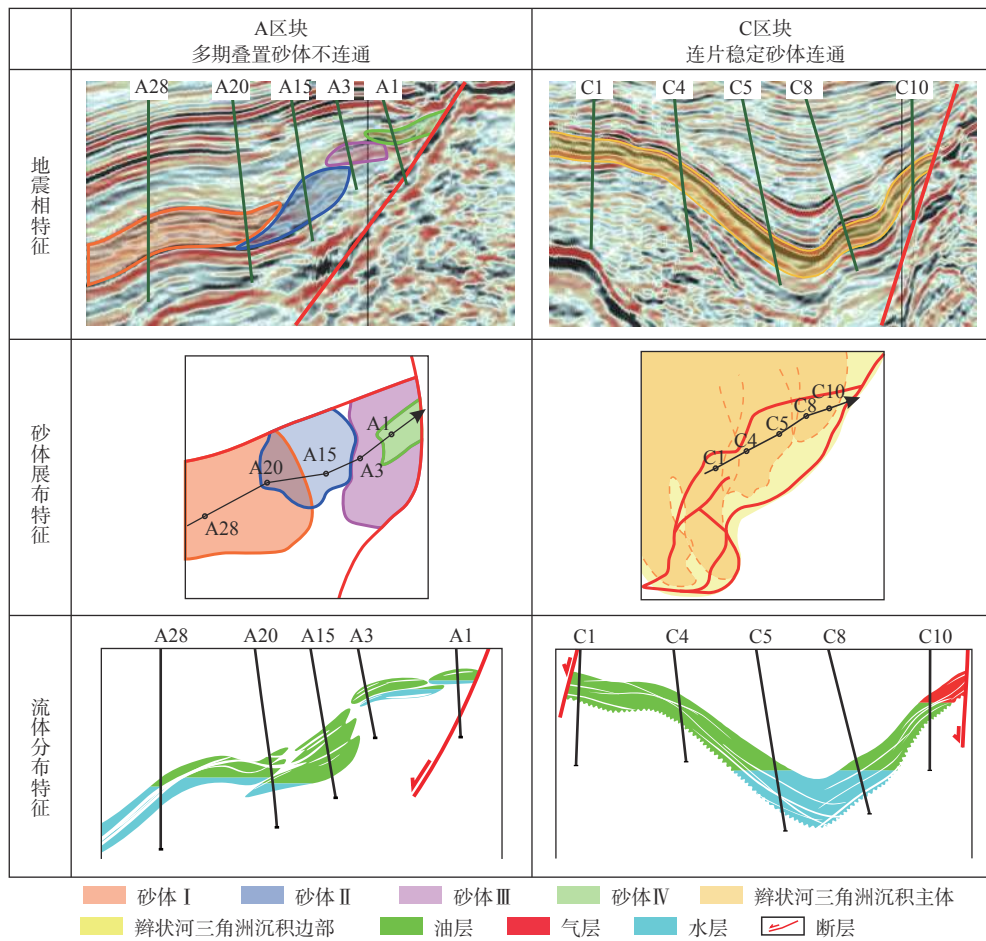 A区块
多期叠置砂体不连通
C区块
连片稳定砂体连通
地震相特征
A28
A20
A15
A3
A1
C1
C4
C5
C8
C10
砂体展布特征
A28
A20
A15
A3
A1
C1
C4
C5
C8
C10
流体分布特征
A28
A20
A15
A3
A1
C1
C4
C5
C8
C10
砂体Ⅰ
砂体Ⅱ
砂体Ⅲ
砂体Ⅳ
辫状河三角洲沉积主体
辫状河三角洲沉积边部
油层
气层
水层
断层